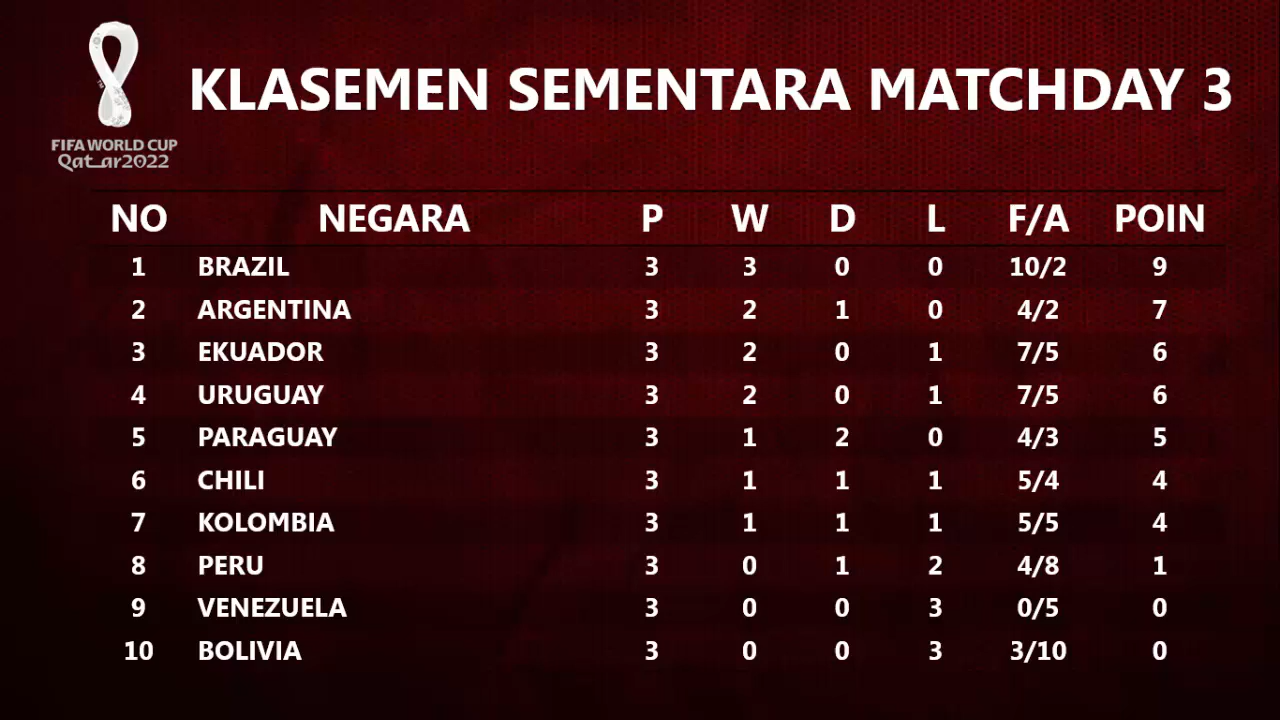 KLASEMEN SEMENTARA MATCHDAY 3
FIFA WORLD CUP
Qatar2022
NO NEGARA P W D L F/A POIN
1 BRAZIL 3 3 0 0 10/2 9
2 ARGENTINA 3 2 1 0 4/2 7
3 EKUADOR 3 2 0 1 7/5 6
4 URUGUAY 3 2 0 1 7/5 6
5 PARAGUAY 3 1 2 0 4/3 5
6 CHILI 3 1 1 1 5/4 4
7 KOLOMBIA 3 1 1 1 5/5 4
8 PERU 3 0 1 2 4/8 1
9 VENEZUELA 3 0 0 3 0/5 0
10 BOLIVIA 3 0 0 3 3/10 0